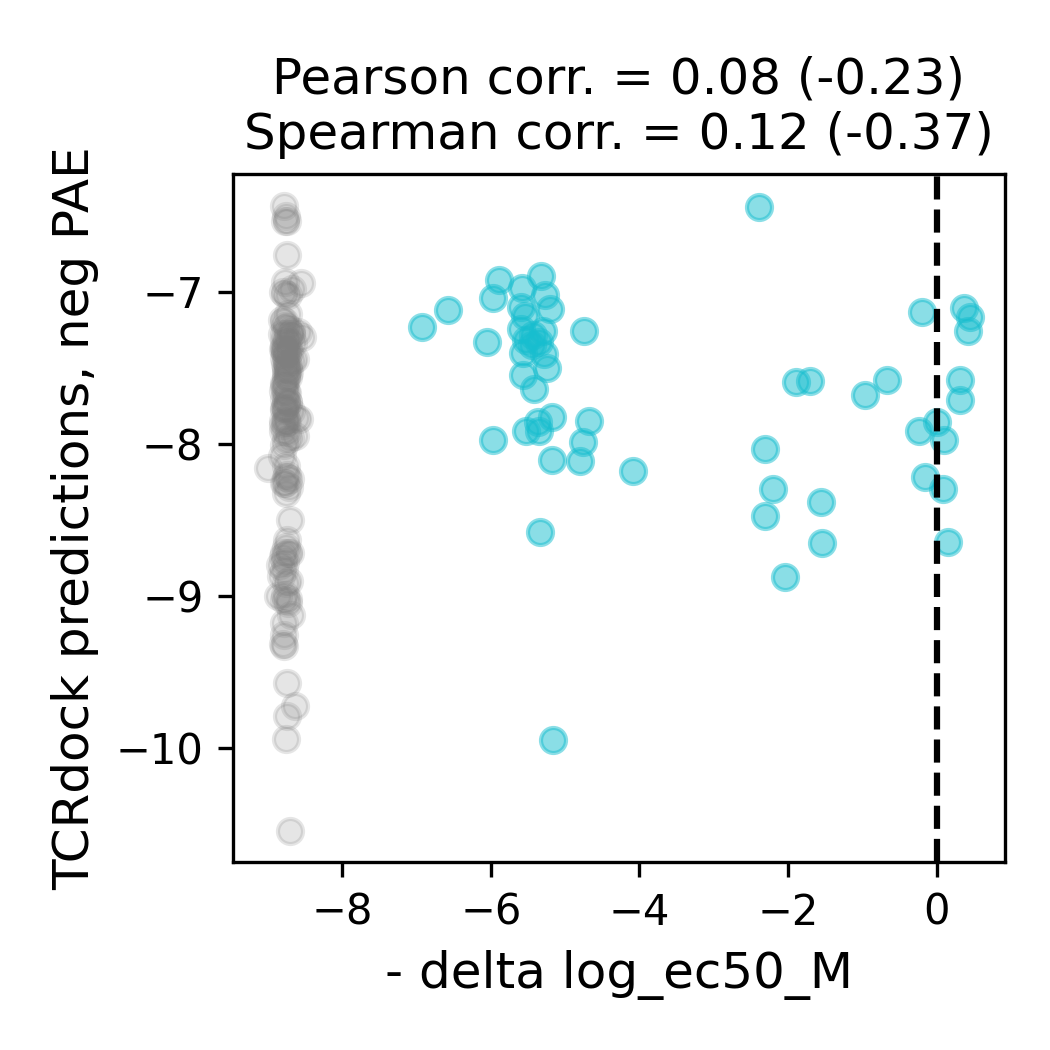 Pearson corr. = 0.08 (-0.23)
Spearman corr. = 0.12 (-0.37)
TCRdock predictions, neg PAE
−7
−8
−9
−10
−8
−6
−4
−2
0
- delta log_ec50_M